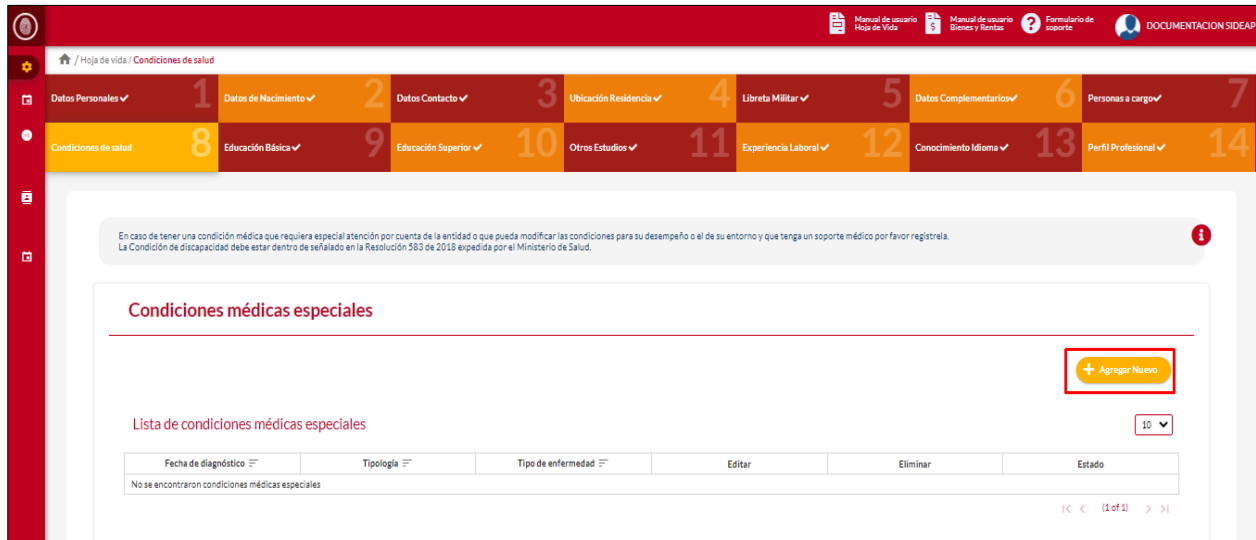 Manual de usuario
Hoja de Vida
Manual de usuario
Bienes y Rentas
Formulario de
soporte
DOCUMENTACION SIDEAP
/ Hoja de vida / Condiciones de salud
Datos Personales 1
Datos de Nacimiento 2
Datos Contacto 3
Ubicación Residencia 4
Libreta Militar 5
Datos Complementarios 6
Personas a cargo 7
Condiciones de salud 8
Educación Básica 9
Educación Superior 10
Otros Estudios 11
Experiencia Laboral 12
Conocimiento Idioma 13
Perfil Profesional 14
En caso de tener una condición médica que requiera especial atención por cuenta de la entidad o que pueda modificar las condiciones para su desempeño o el de su entorno y que tenga un soporte médico por favor regístrela.
La Condición de discapacidad debe estar dentro de señalado en la Resolución 583 de 2018 expedida por el Ministerio de Salud.
Condiciones médicas especiales
+ Agregar Nuevo
Lista de condiciones médicas especiales
10
Fecha de diagnóstico Tipología Tipo de enfermedad Editar Eliminar Estado
No se encontraron condiciones médicas especiales
(1 of 1)